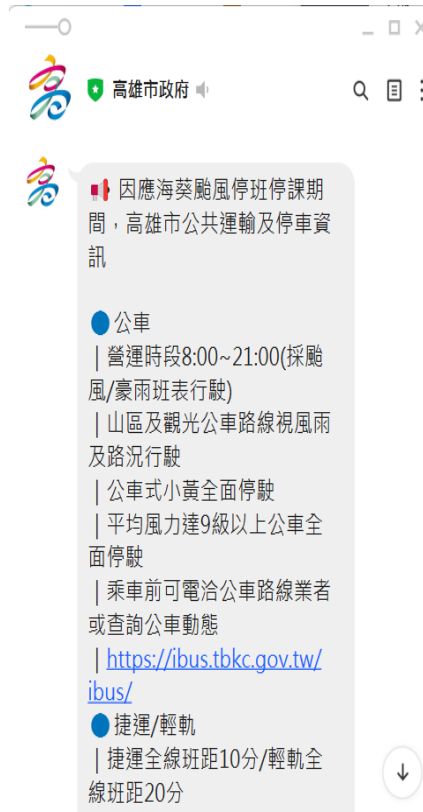 高雄市政府
因應海葵颱風停班停課期
間，高雄市公共運輸及停車資
訊
公車
|營運時段8:00~21:00(採颱
風/豪雨班表行駛)
|山區及觀光公車路線視風雨
及路況行駛
|公車式小黃全面停駛
|平均風力達9級以上公車全
面停駛
|乘車前可電洽公車路線業者
或查詢公車動態
|https://ibus.tbkc.gov.tw/
ibus/
捷運/輕軌
|捷運全線班距10分/輕軌全
線班距20分